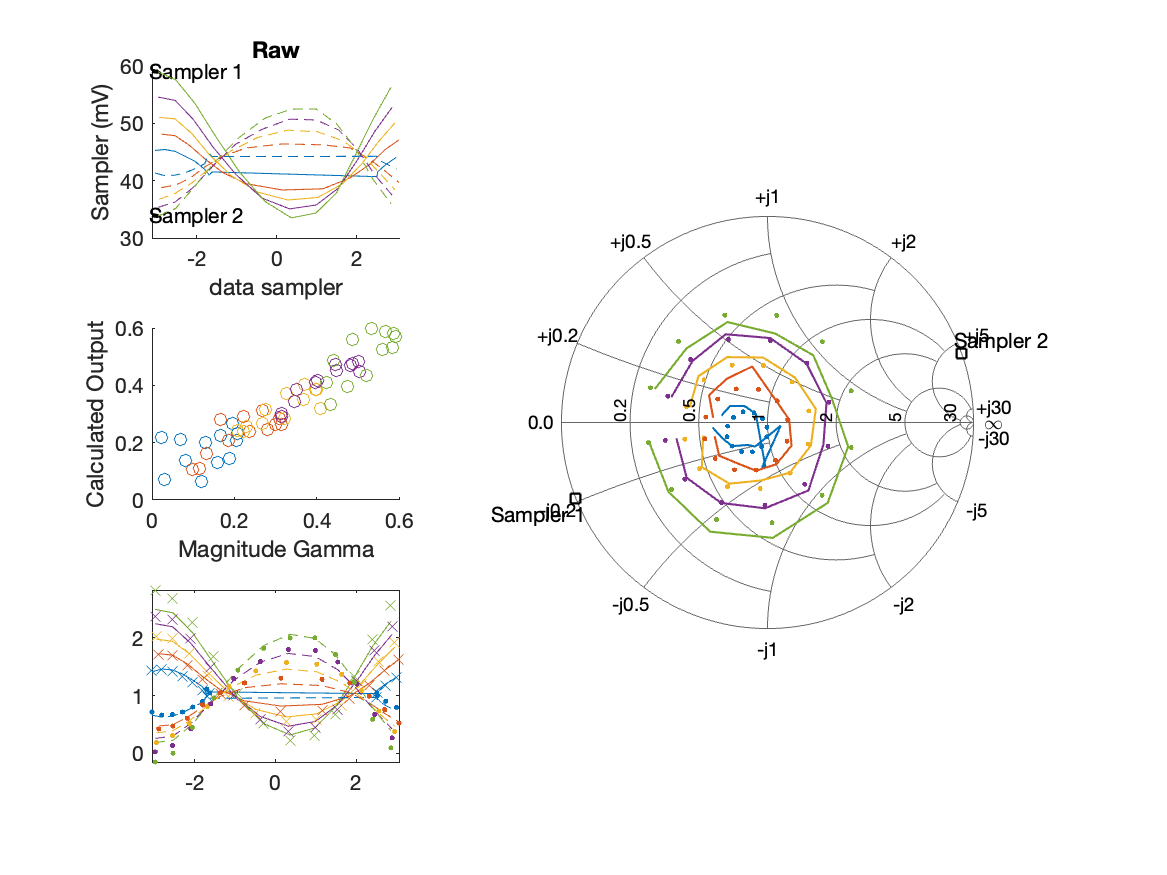 Raw
60
50
40
30
Sampler (mV)
Sampler 1
Sampler 2
-2 0 2
data sampler
0.6
0.4
0.2
0
Calculated Output
0 0.2 0.4 0.6
Magnitude Gamma
2
1
0
-2 0 2
+j1
+j0.5
+j2
+j0.2
+j5
Sampler 2
0.0
0.2
0.5
1
2
5
30
+j30
∞
-j30
-j0.2
Sampler 1
-j5
-j0.5
-j2
-j1